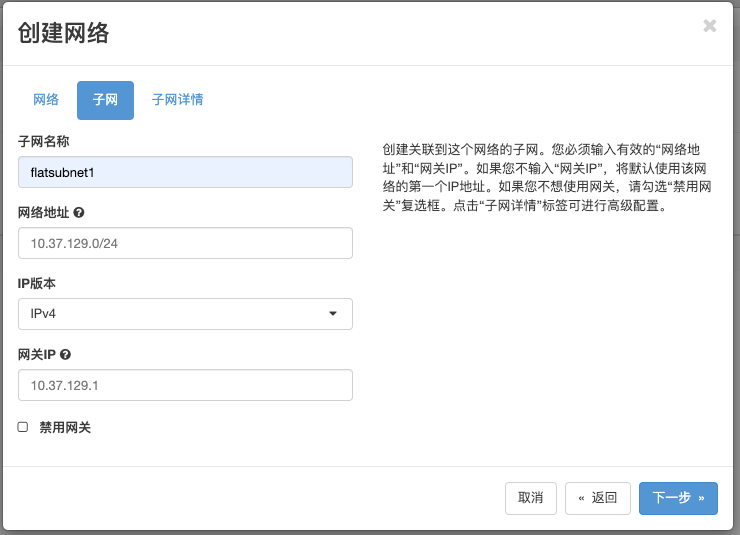 创建网络
×
网络 子网 子网详情
子网名称
flatsubnet1
网络地址
10.37.129.0/24
IP版本
IPv4
网关IP
10.37.129.1
禁用网关
创建关联到这个网络的子网。您必须输入有效的“网络地
址”和“网关IP”。如果您不输入“网关IP”，将默认使用该网
络的第一个IP地址。如果您不想使用网关，请勾选“禁用网
关”复选框。点击“子网详情”标签可进行高级配置。
取消 « 返回 下一步 »